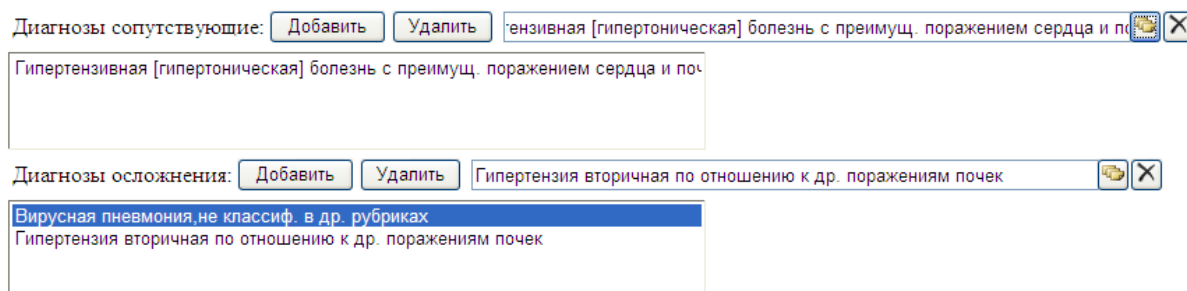 Диагнозы сопутствующие: Добавить Удалить тензивная [гипертоническая] болезнь с преимущ. поражением сердца и по
Гипертензивная [гипертоническая] болезнь с преимущ. поражением сердца и поч
Диагнозы осложнения: Добавить Удалить Гипертензия вторичная по отношению к др. поражениям почек
Вирусная пневмония,не классиф. в др. рубриках
Гипертензия вторичная по отношению к др. поражениям почек